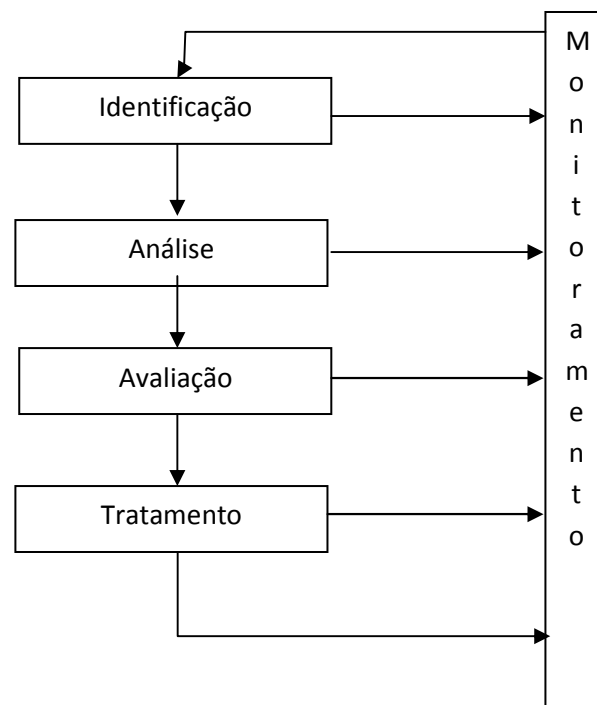 Identificação
Análise
Avaliação
Tratamento
M
o
n
i
t
o
r
a
m
e
n
t
o